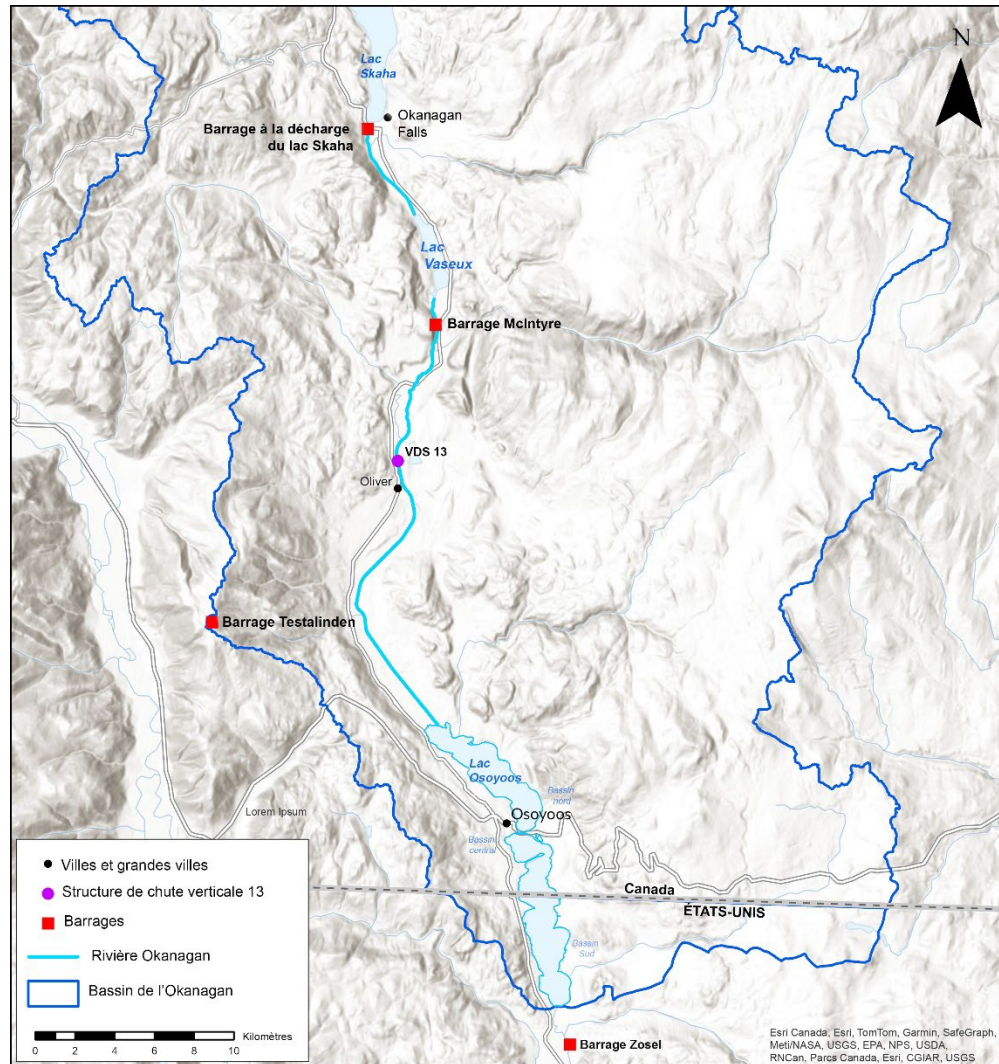 N
Lac
Skaha
Okanagan
Falls
Barrage à la décharge
du lac Skaha
Lac
Vaseux
Barrage McIntyre
VDS 13
Oliver
Barrage Testalinden
Lac
Osoyoos
Bassin
nord
Lorem Ipsum
Osoyoos
Bassin
central
Canada
ÉTATS-UNIS
Bassin
Sud
Barrage Zosel
Villes et grandes villes
Structure de chute verticale 13
Barrages
Rivière Okanagan
Bassin de l'Okanagan
0 2 4 6 8 10 Kilomètres
Esri Canada, Esri, TomTom, Garmin, SafeGraph,
Meti/NASA, USGS, EPA, NPS, USDA,
RNCan, Parcs Canada, Esri, CGIAR, USGS